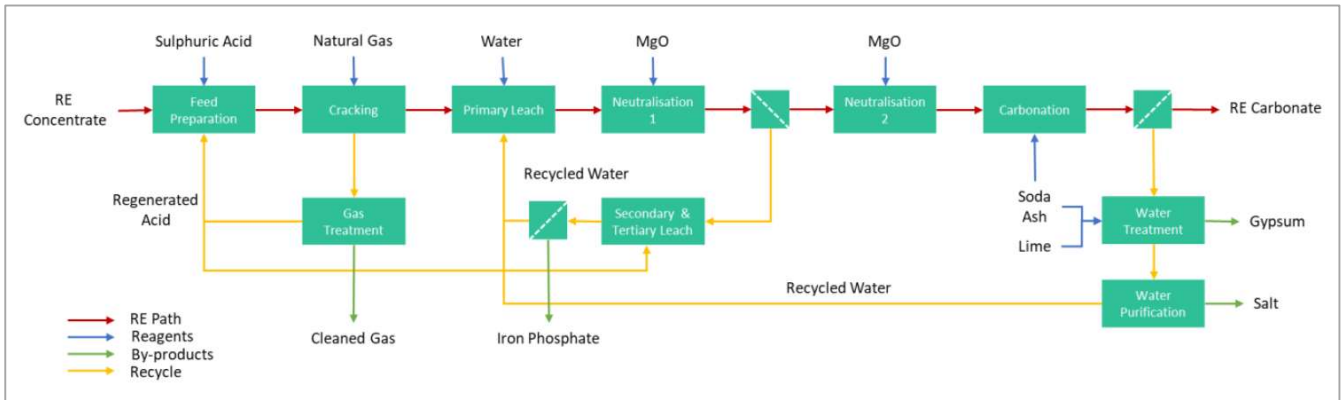 Sulphuric Acid
Natural Gas
Water
MgO
MgO
RE
Concentrate
Feed
Preparation
Cracking
Primary Leach
Neutralisation
1
Neutralisation
2
Carbonation
RE Carbonate
Recycled Water
Regenerated
Acid
Gas
Treatment
Secondary &
Tertiary Leach
Soda
Ash
Lime
Water
Treatment
Gypsum
Recycled Water
Water
Purification
Salt
Cleaned Gas
Iron Phosphate
RE Path
Reagents
By-products
Recycle